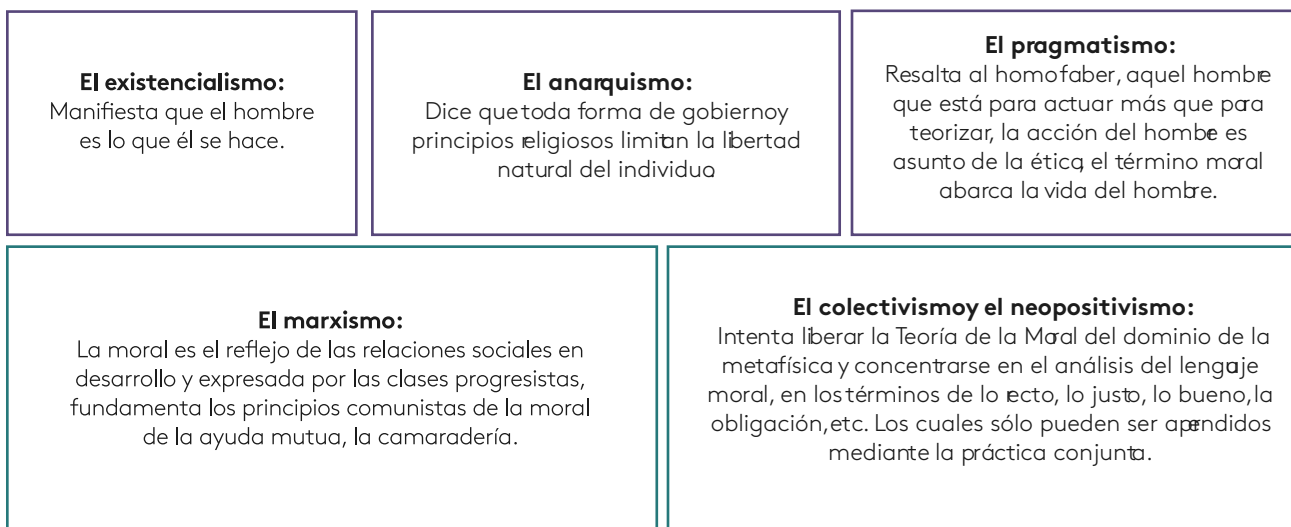 El existencialismo:
Manifiesta que el hombre
es lo que él se hace.
El anarquismo:
Dice que toda forma de gobierno y
principios religiosos limitan la libertad
natural del individuo.
El pragmatismo:
Resalta al homo faber, aquel hombre
que está para actuar más que para
teorizar, la acción del hombre es
asunto de la ética, el término moral
abarca la vida del hombre.
El marxismo:
La moral es el reflejo de las relaciones sociales en
desarrollo y expresada por las clases progresistas,
fundamenta los principios comunistas de la moral
de la ayuda mutua, la camaradería.
El colectivismo y el neopositivismo:
Intenta liberar la Teoría de la Moral del dominio de la
metafísica y concentrarse en el análisis del lenguaje
moral, en los términos de lo recto, lo justo, lo bueno, la
obligación, etc. Los cuales sólo pueden ser aprendidos
mediante la práctica conjunta.